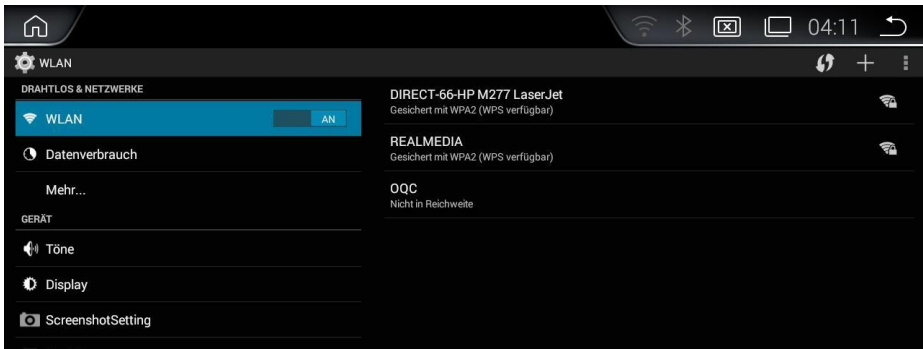 04:11
WLAN
DRAHTLOS & NETZWERKE
WLAN AN
Datenverbrauch
Mehr...
GERÄT
Töne
Display
ScreenshotSetting
DIRECT-66-HP M277 LaserJet
Gesichert mit WPA2 (WPS verfügbar)
REALMEDIA
Gesichert mit WPA2 (WPS verfügbar)
OQC
Nicht in Reichweite